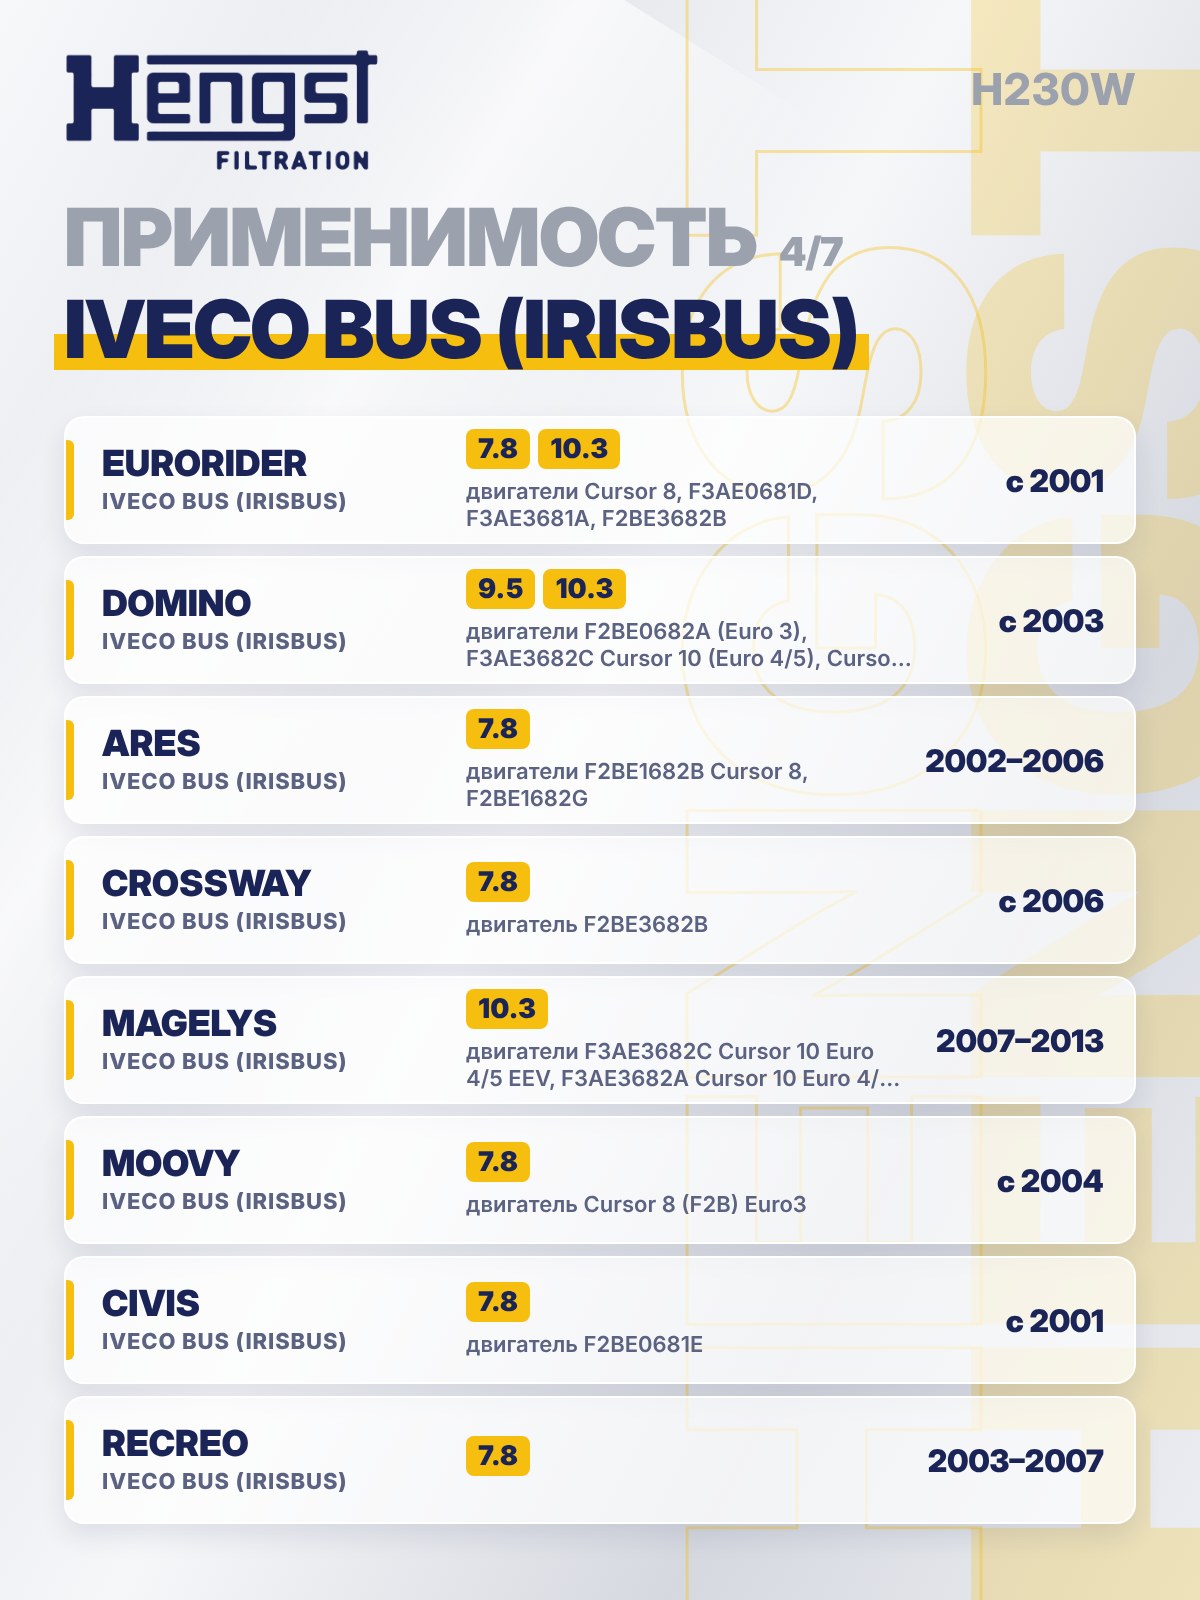 Hengst
FILTRATION
H230W
ПРИМЕНИМОСТЬ 4/7
IVECO BUS (IRISBUS)
EURORIDER
IVECO BUS (IRISBUS)
7.8 10.3
двигатели Cursor 8, F3AE0681D,
F3AE3681A, F2BE3682B
с 2001
DOMINO
IVECO BUS (IRISBUS)
9.5 10.3
двигатели F2BE0682A (Euro 3),
F3AE3682C Cursor 10 (Euro 4/5), Curso...
с 2003
ARES
IVECO BUS (IRISBUS)
7.8
двигатели F2BE1682B Cursor 8,
F2BE1682G
2002–2006
CROSSWAY
IVECO BUS (IRISBUS)
7.8
двигатель F2BE3682B
с 2006
MAGELYS
IVECO BUS (IRISBUS)
10.3
двигатели F3AE3682C Cursor 10 Euro
4/5 EEV, F3AE3682A Cursor 10 Euro 4/...
2007–2013
MOOVY
IVECO BUS (IRISBUS)
7.8
двигатель Cursor 8 (F2B) Euro3
с 2004
CIVIS
IVECO BUS (IRISBUS)
7.8
двигатель F2BE0681E
с 2001
RECREO
IVECO BUS (IRISBUS)
7.8
2003–2007
HENGST
HENGST